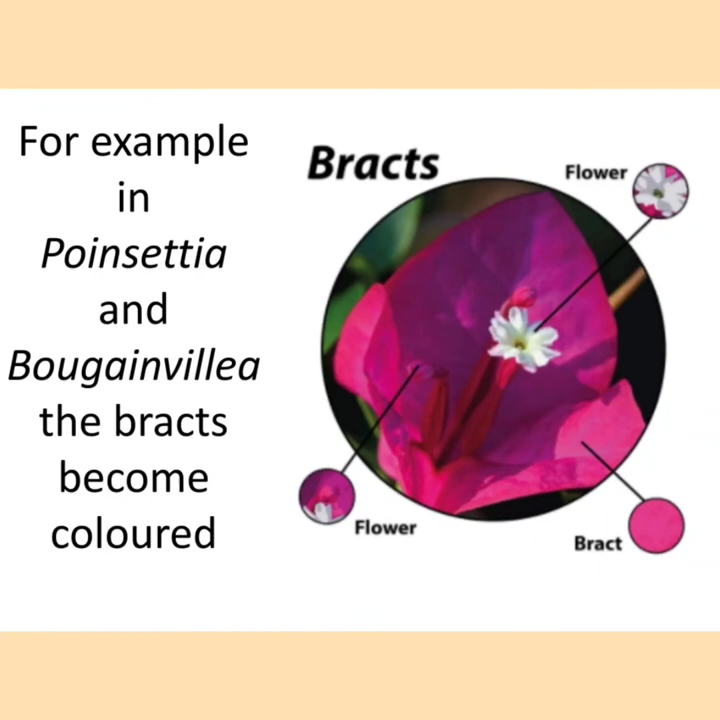 For example
in
Poinsettia
and
Bougainvillea
the bracts
become
coloured
Bracts
Flower
Flower
Bract